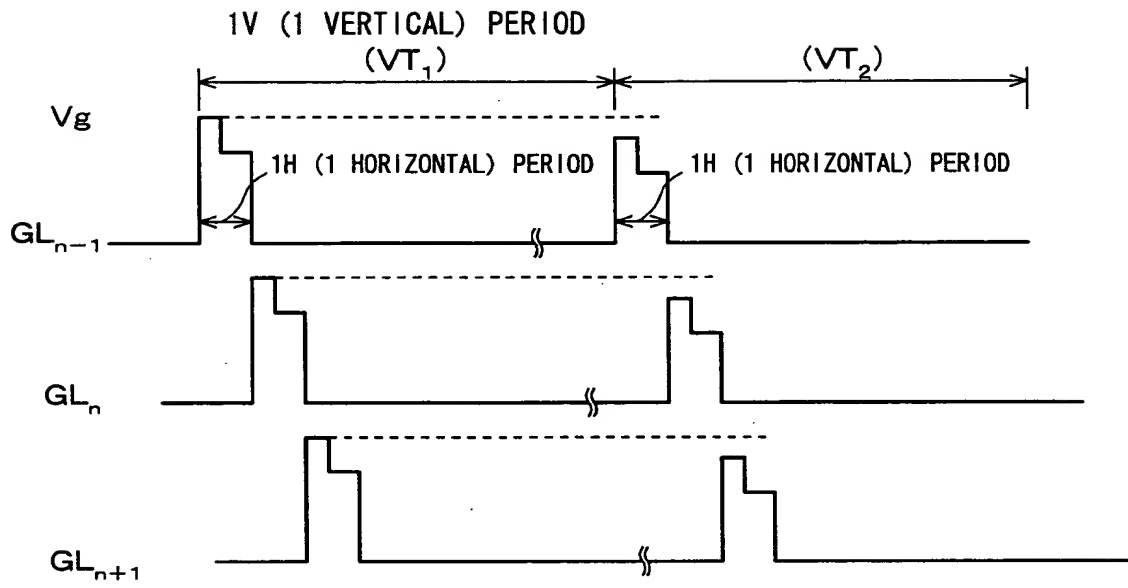 1V (1 VERTICAL) PERIOD
(VT₁) (VT₂)
Vg
1H (1 HORIZONTAL) PERIOD 1H (1 HORIZONTAL) PERIOD
GLₙ₋₁
GLₙ
GLₙ₊₁